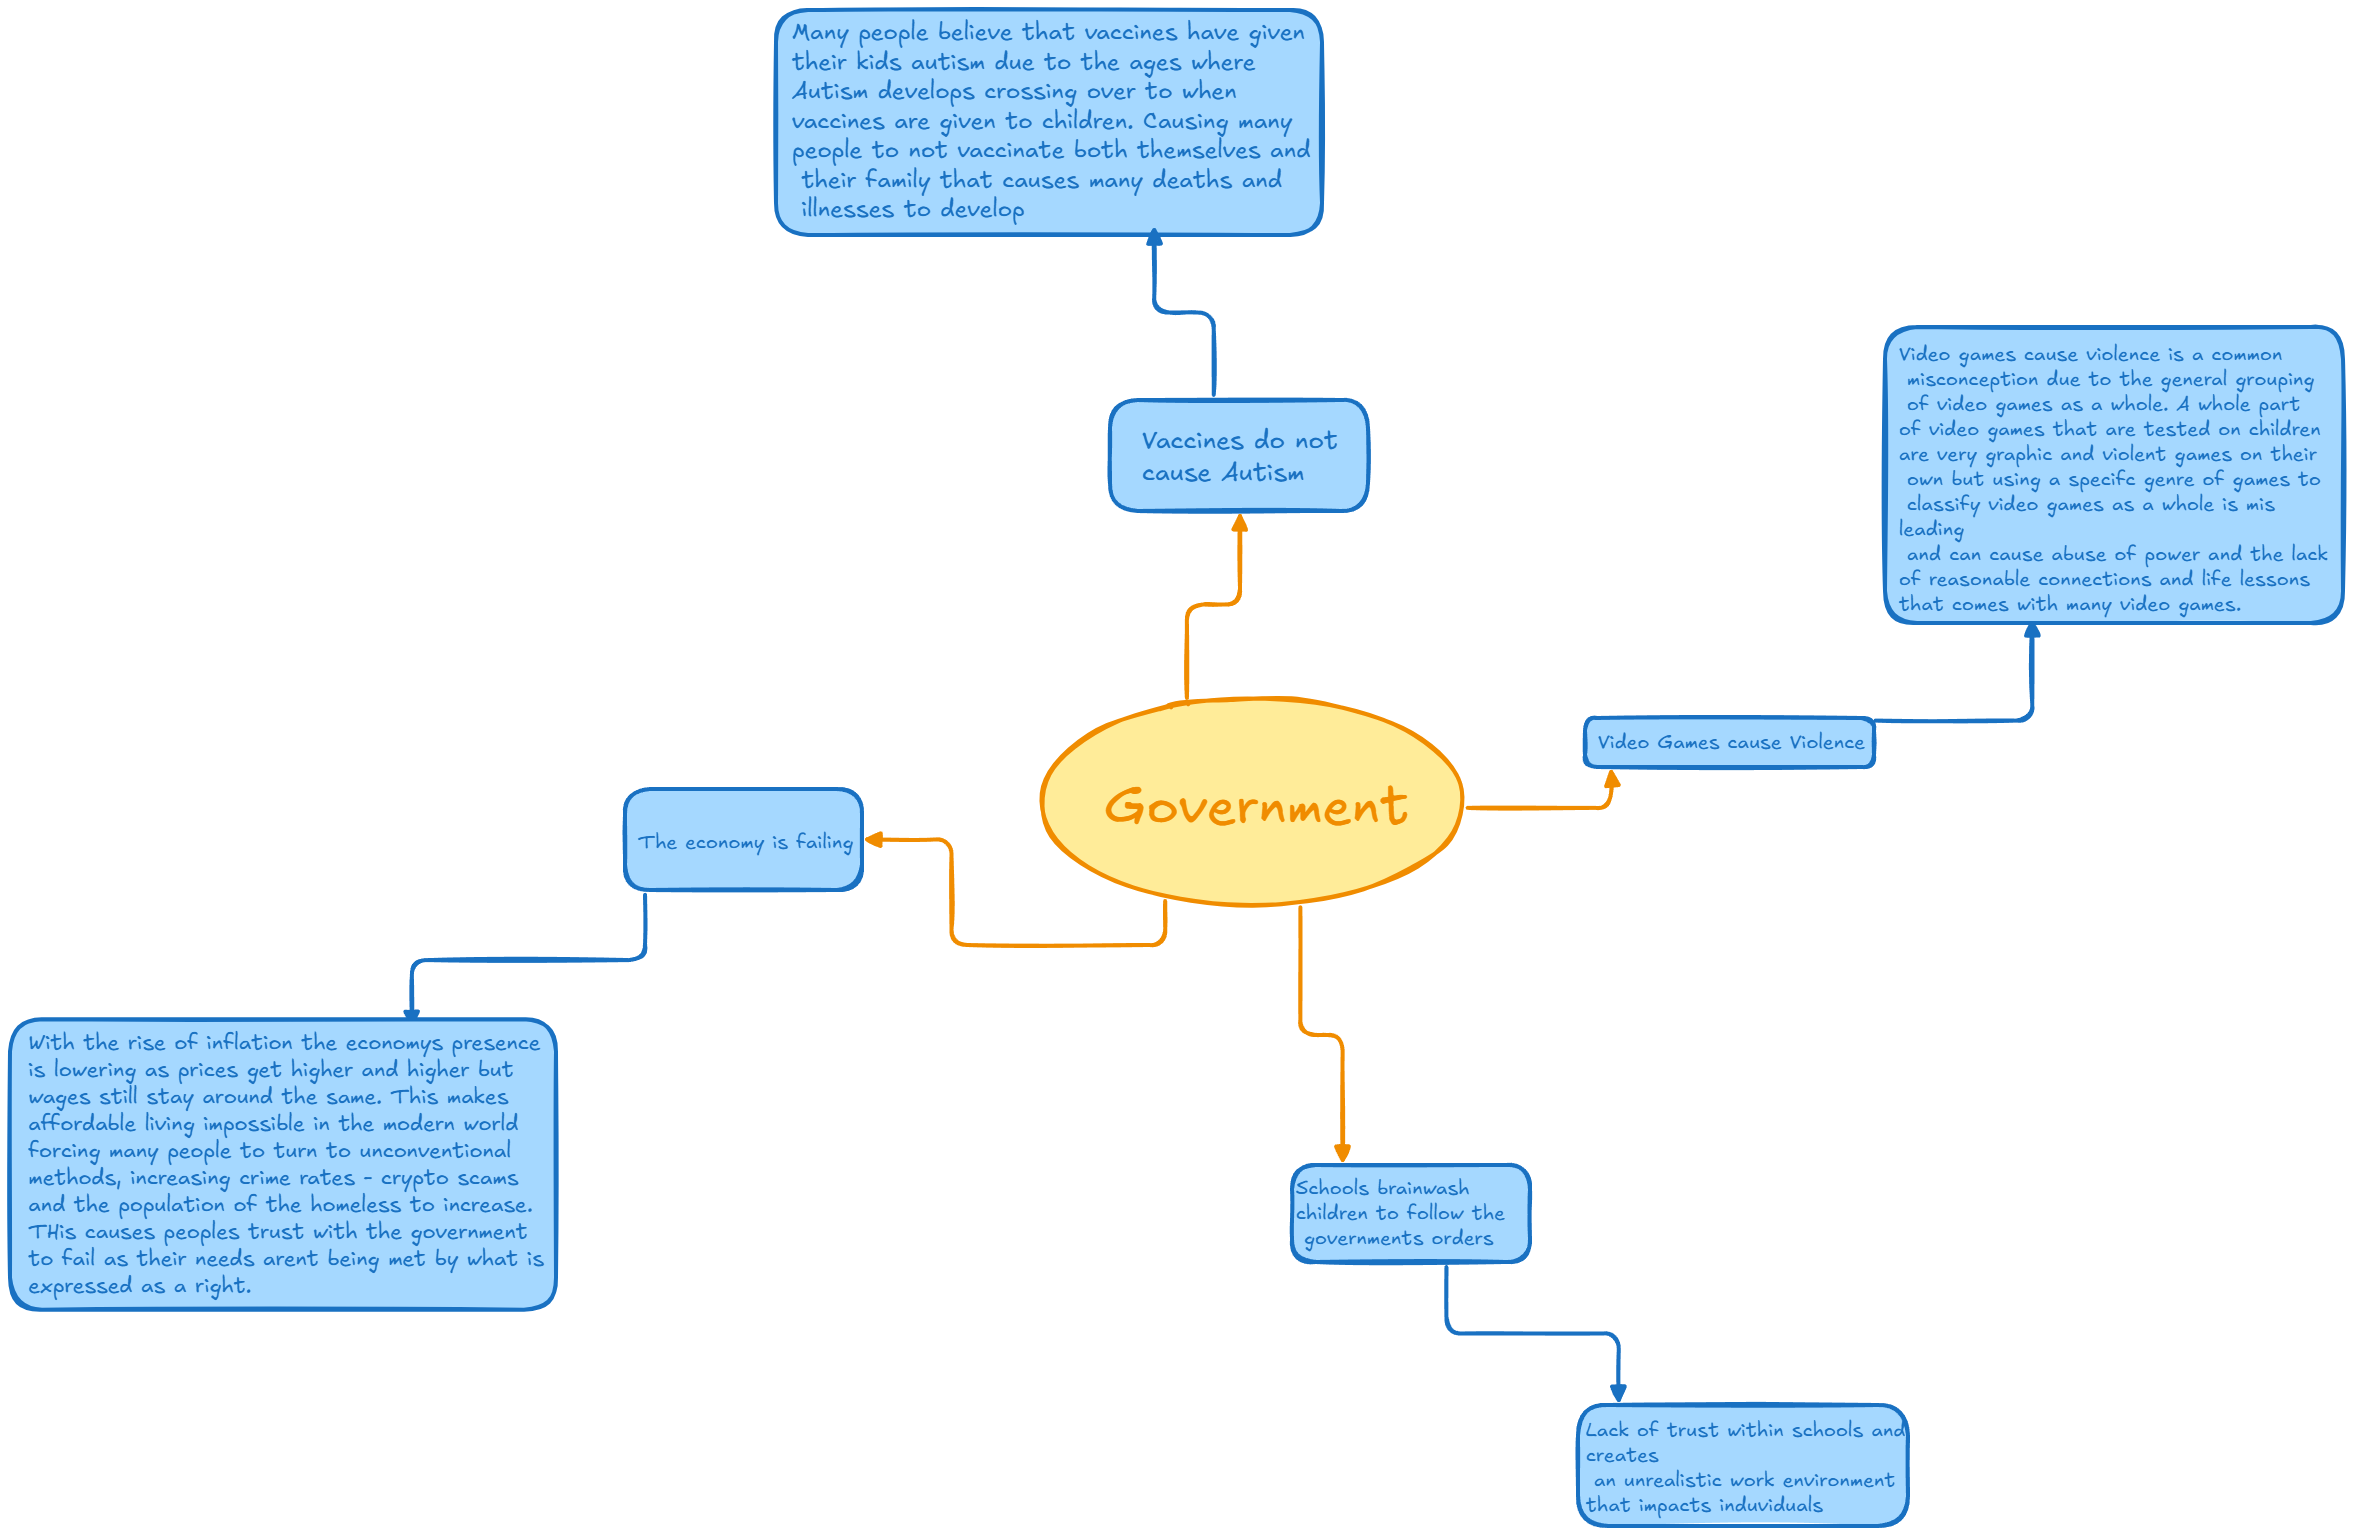 Many people believe that vaccines have given
their kids autism due to the ages where
Autism develops crossing over to when
vaccines are given to children. Causing many
people to not vaccinate both themselves and
their family that causes many deaths and
illnesses to develop
Vaccines do not
cause Autism
Video games cause violence is a common
misconception due to the general grouping
of video games as a whole. A whole part
of video games that are tested on children
are very graphic and violent games on their
own but using a specifc genre of games to
classify video games as a whole is mis
leading
and can cause abuse of power and the lack
of reasonable connections and life lessons
that comes with many video games.
Video Games cause Violence
Government
The economy is failing
With the rise of inflation the economys presence
is lowering as prices get higher and higher but
wages still stay around the same. This makes
affordable living impossible in the modern world
forcing many people to turn to unconventional
methods, increasing crime rates - crypto scams
and the population of the homeless to increase.
THis causes peoples trust with the government
to fail as their needs arent being met by what is
expressed as a right.
Schools brainwash
children to follow the
governments orders
Lack of trust within schools and
creates
an unrealistic work environment
that impacts induviduals